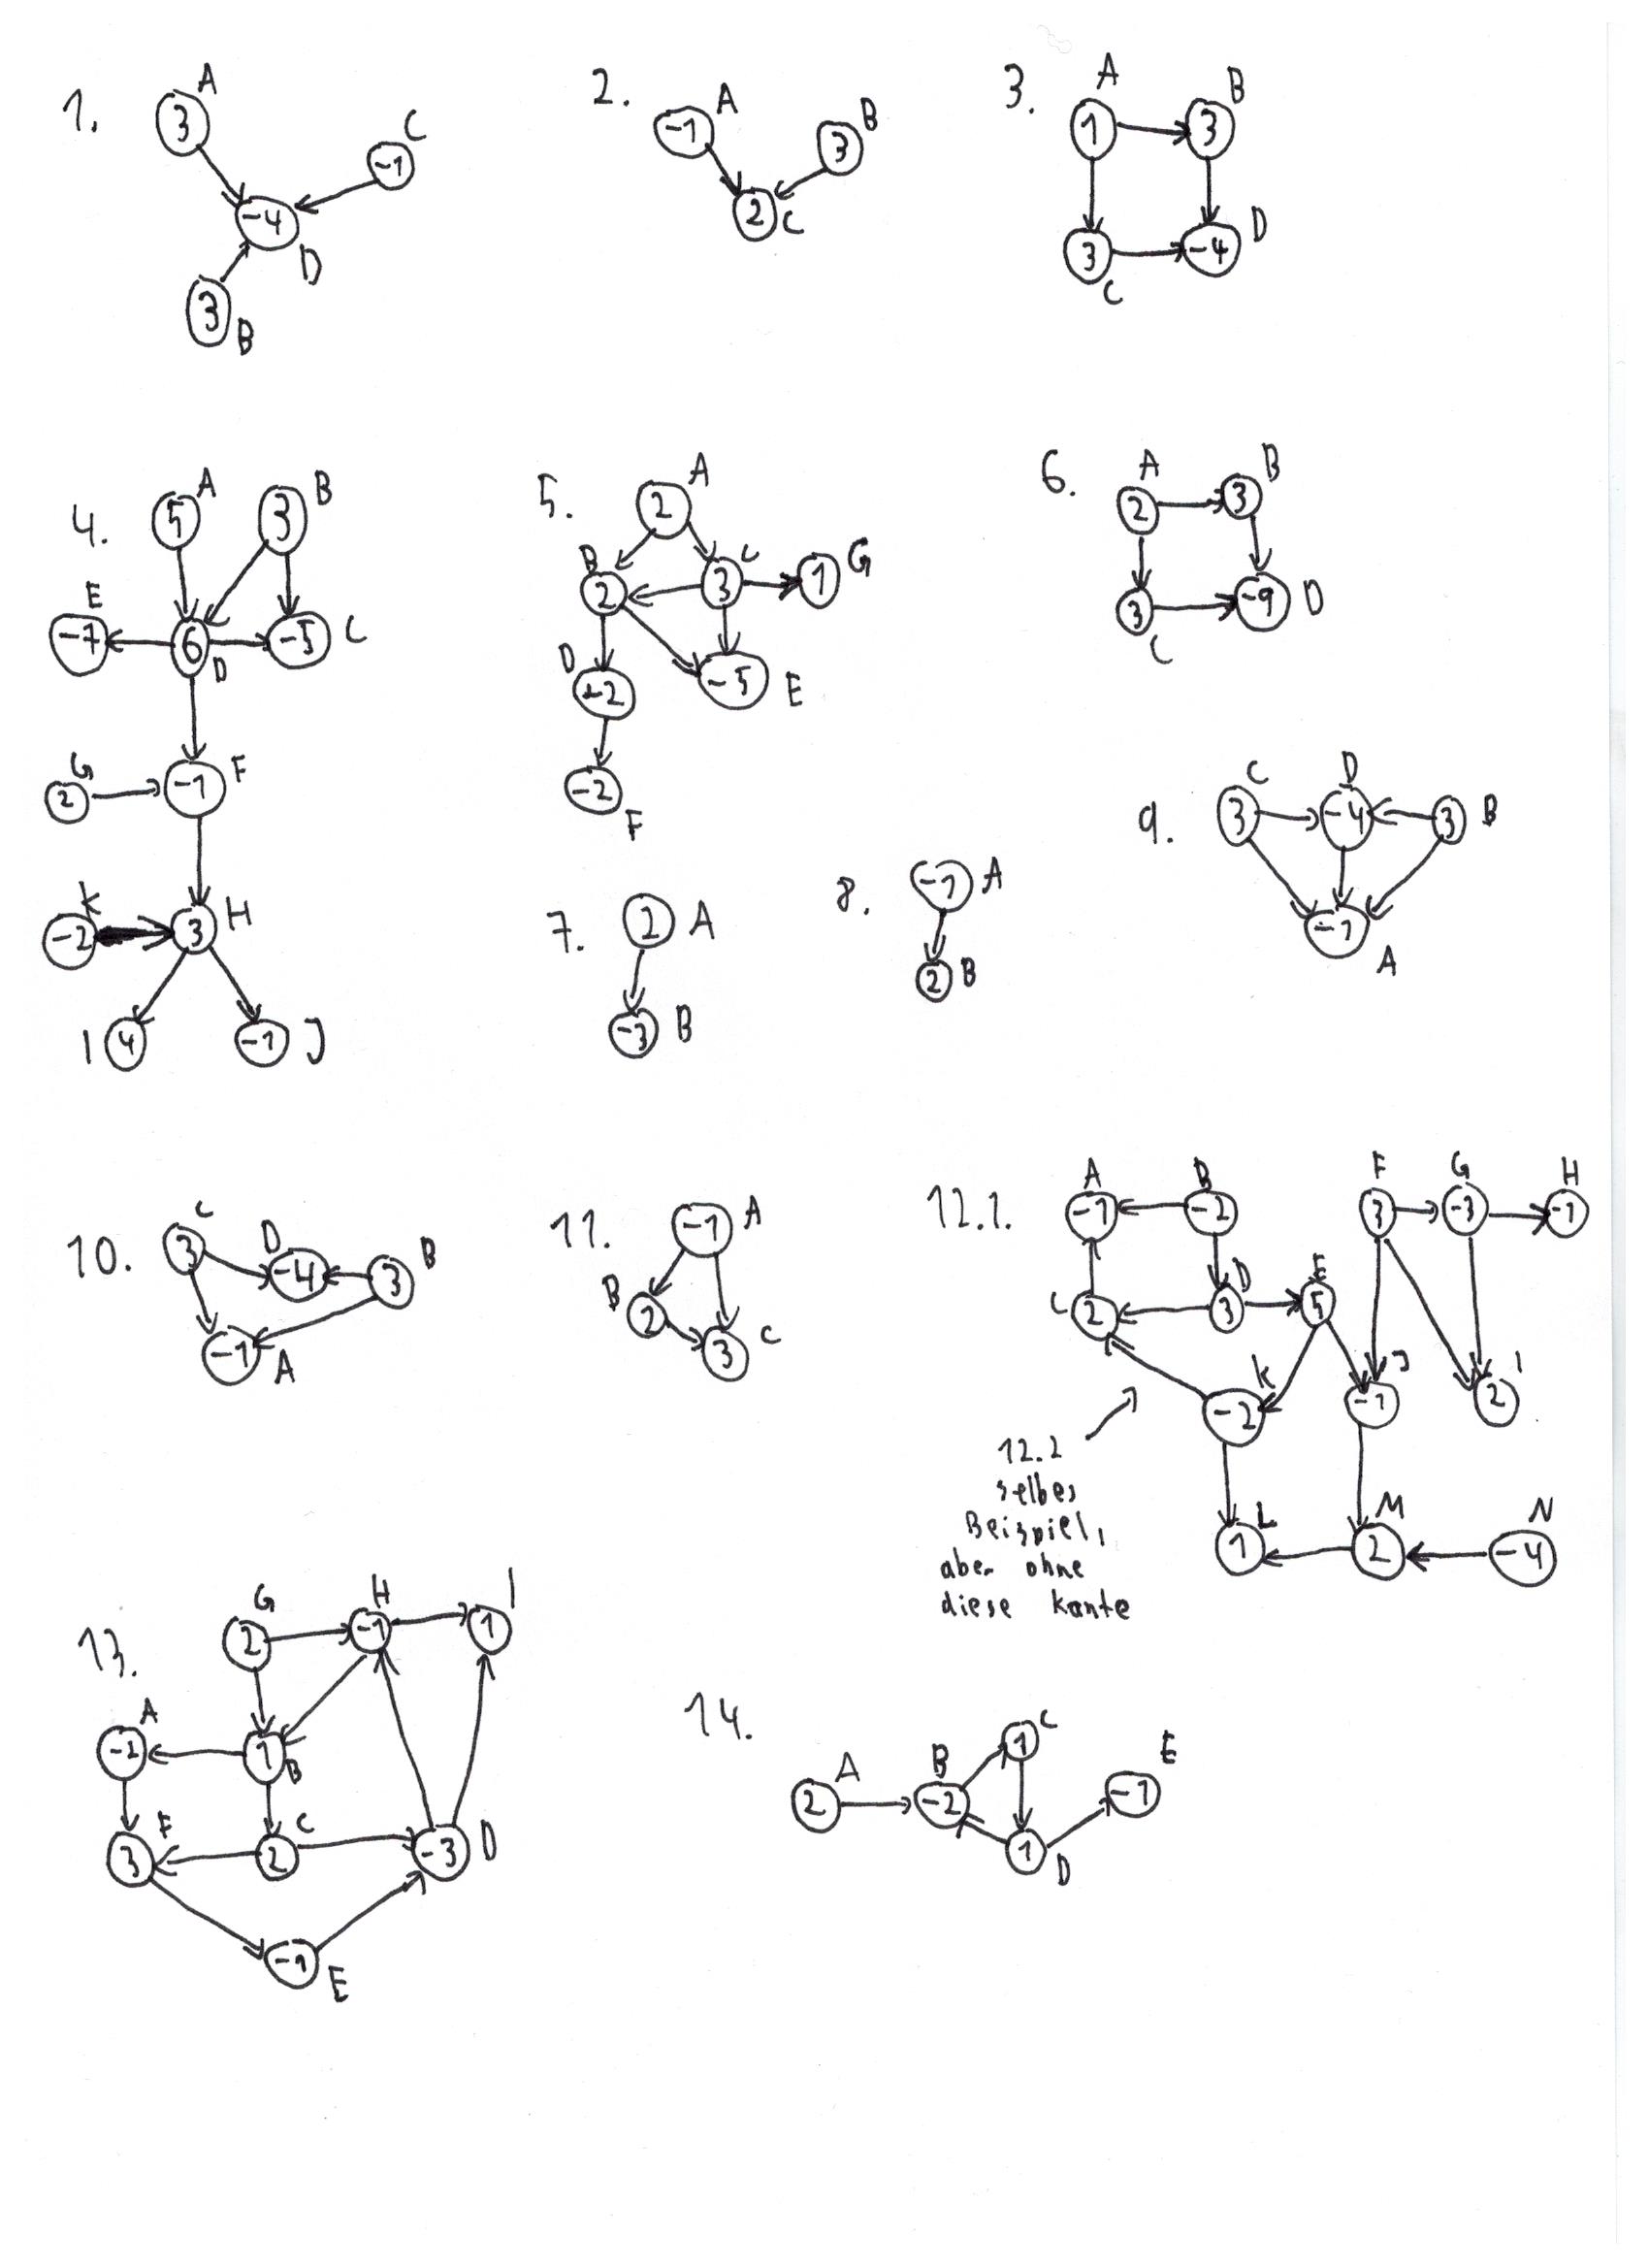 1.
A
3
C
-1
-4
D
3
B
2.
A
-1
B
3
2
C
3.
A
B
1
3
3
C
-4
D
4.
A
5
B
3
E
-7
6
D
-5
C
G
2
-1
F
K
-2
3
H
I
4
-1
J
5.
A
2
B
2
C
3
1
G
D
E
-5
-2
F
6.
A
2
B
3
3
C
-9
D
7.
2
A
-3
B
8.
-1
A
2
B
9.
C
3
D
-4
3
B
-1
A
10.
C
3
D
-4
3
B
-1
A
11.
A
-1
B
2
3
C
12.1.
A
-1
B
-2
F
3
G
-3
H
-1
C
2
D
3
E
5
K
-2
J
-1
I
2
12.2
selbes
Beispiel,
aber ohne
diese Kante
L
1
M
2
N
-4
13.
G
2
H
-1
I
1
A
1
B
F
3
C
2
-3
D
-1
E
14.
A
2
B
-2
C
1
1
D
E
-1